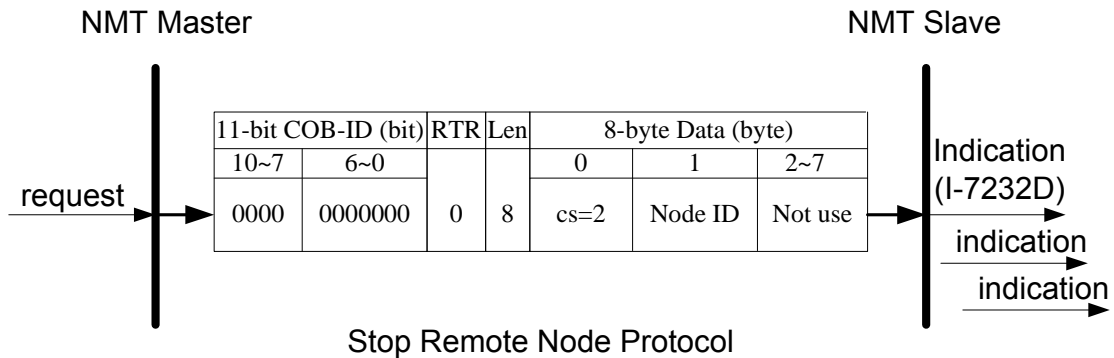 NMT Master
NMT Slave
11-bit COB-ID (bit) RTR Len 8-byte Data (byte)
10~7 6~0 0 1 2~7
0000 0000000 0 8 cs=2 Node ID Not use
request
Indication
(I-7232D)
indication
indication
Stop Remote Node Protocol